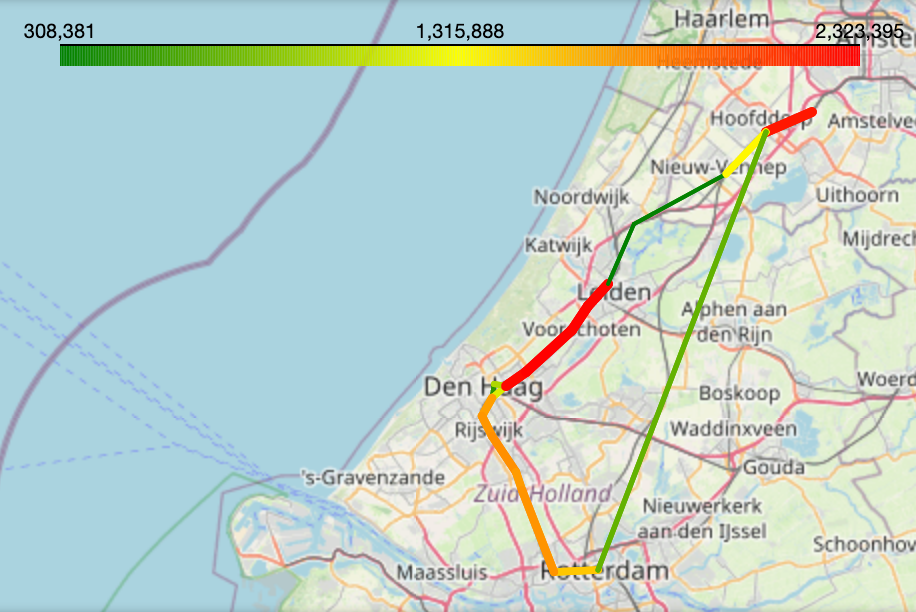 Haarlem
308,381 1,315,888 2,323,395
Heemstede
Hoofddorp Amstelvee
Nieuw-Vennep
Noordwijk Uithoorn
Katwijk Mijdrech
Leiden
Voorschoten Alphen aan
den Rijn
Den Haag Woerd
Boskoop
Rijswijk Waddinxveen
Gouda
's-Gravenzande
Zuid-Holland
Nieuwerkerk
aan den IJssel
Schoonhov
Maassluis Rotterdam